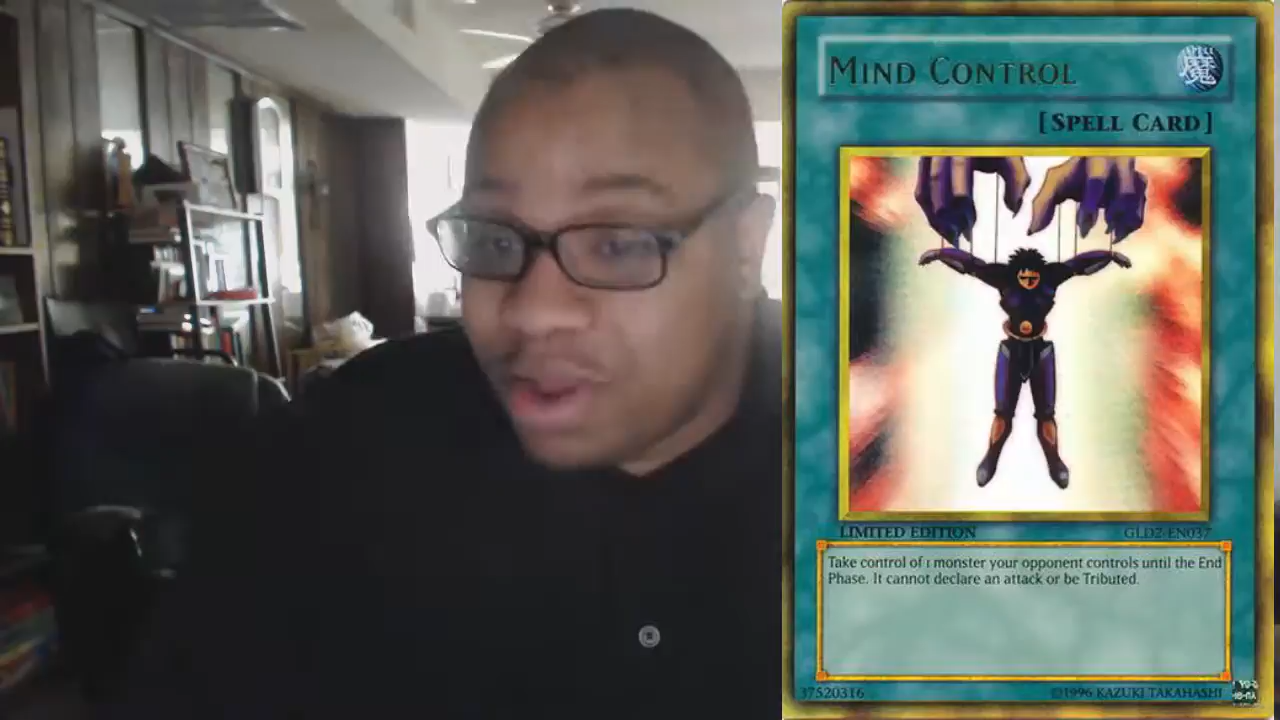 MIND CONTROL
魔
[SPELL CARD]
LIMITED EDITION
GLD2-EN037
Take control of 1 monster your opponent controls until the End
Phase. It cannot declare an attack or be Tributed.
37520316
©1996 KAZUKI TAKAHASHI